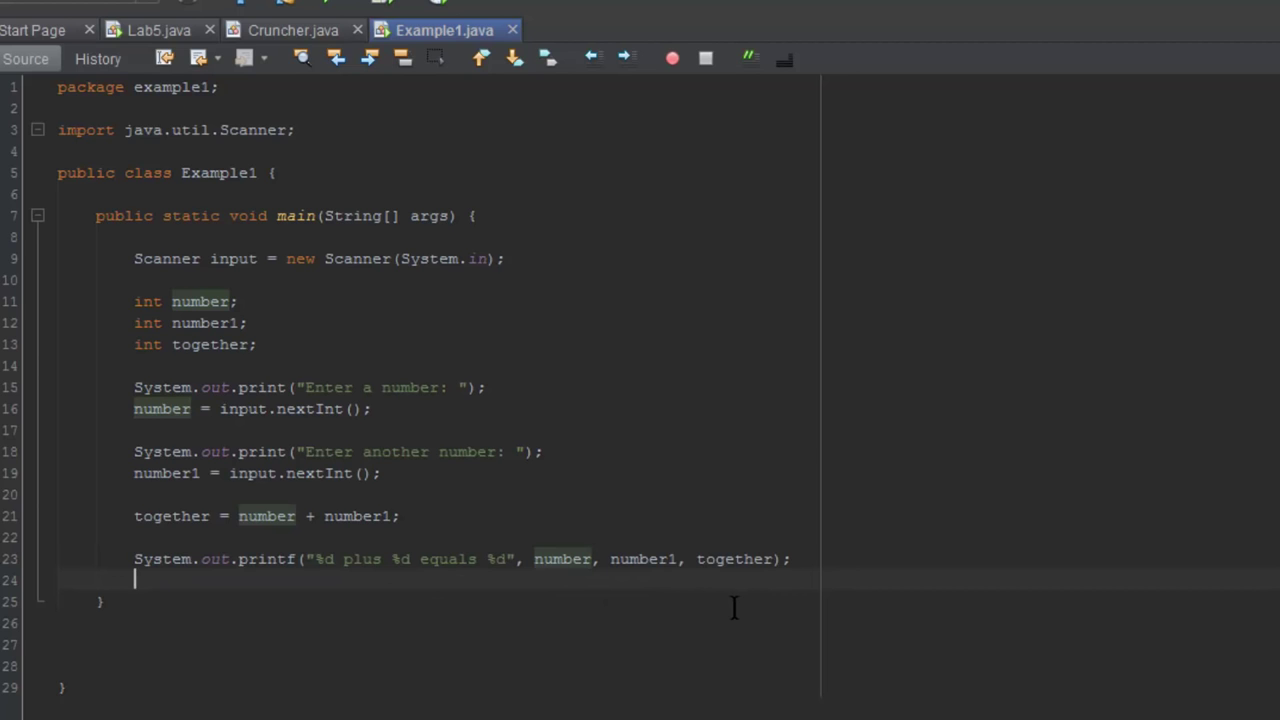 Start Page Lab5.java Cruncher.java Example1.java
Source History
1 package example1;
2
3 import java.util.Scanner;
4
5 public class Example1 {
6
7 public static void main(String[] args) {
8
9 Scanner input = new Scanner(System.in);
10
11 int number;
12 int number1;
13 int together;
14
15 System.out.print("Enter a number: ");
16 number = input.nextInt();
17
18 System.out.print("Enter another number: ");
19 number1 = input.nextInt();
20
21 together = number + number1;
22
23 System.out.printf("%d plus %d equals %d", number, number1, together);
24
25 }
26
27
28
29 }